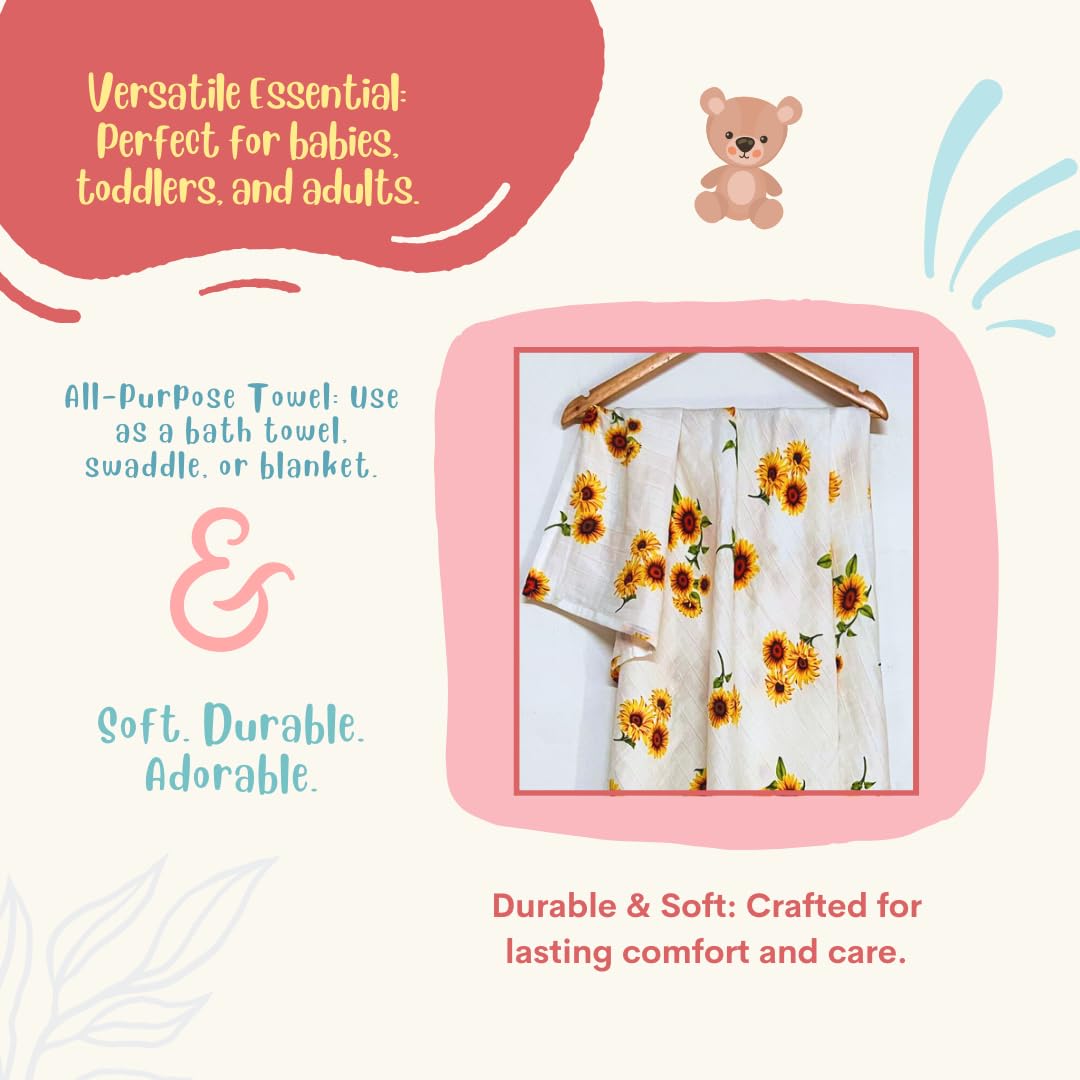 Versatile Essential:
Perfect for babies,
toddlers, and adults.
All-Purpose Towel: Use
as a bath towel,
swaddle, or blanket.
&
Soft. Durable.
Adorable.
Durable & Soft: Crafted for
lasting comfort and care.